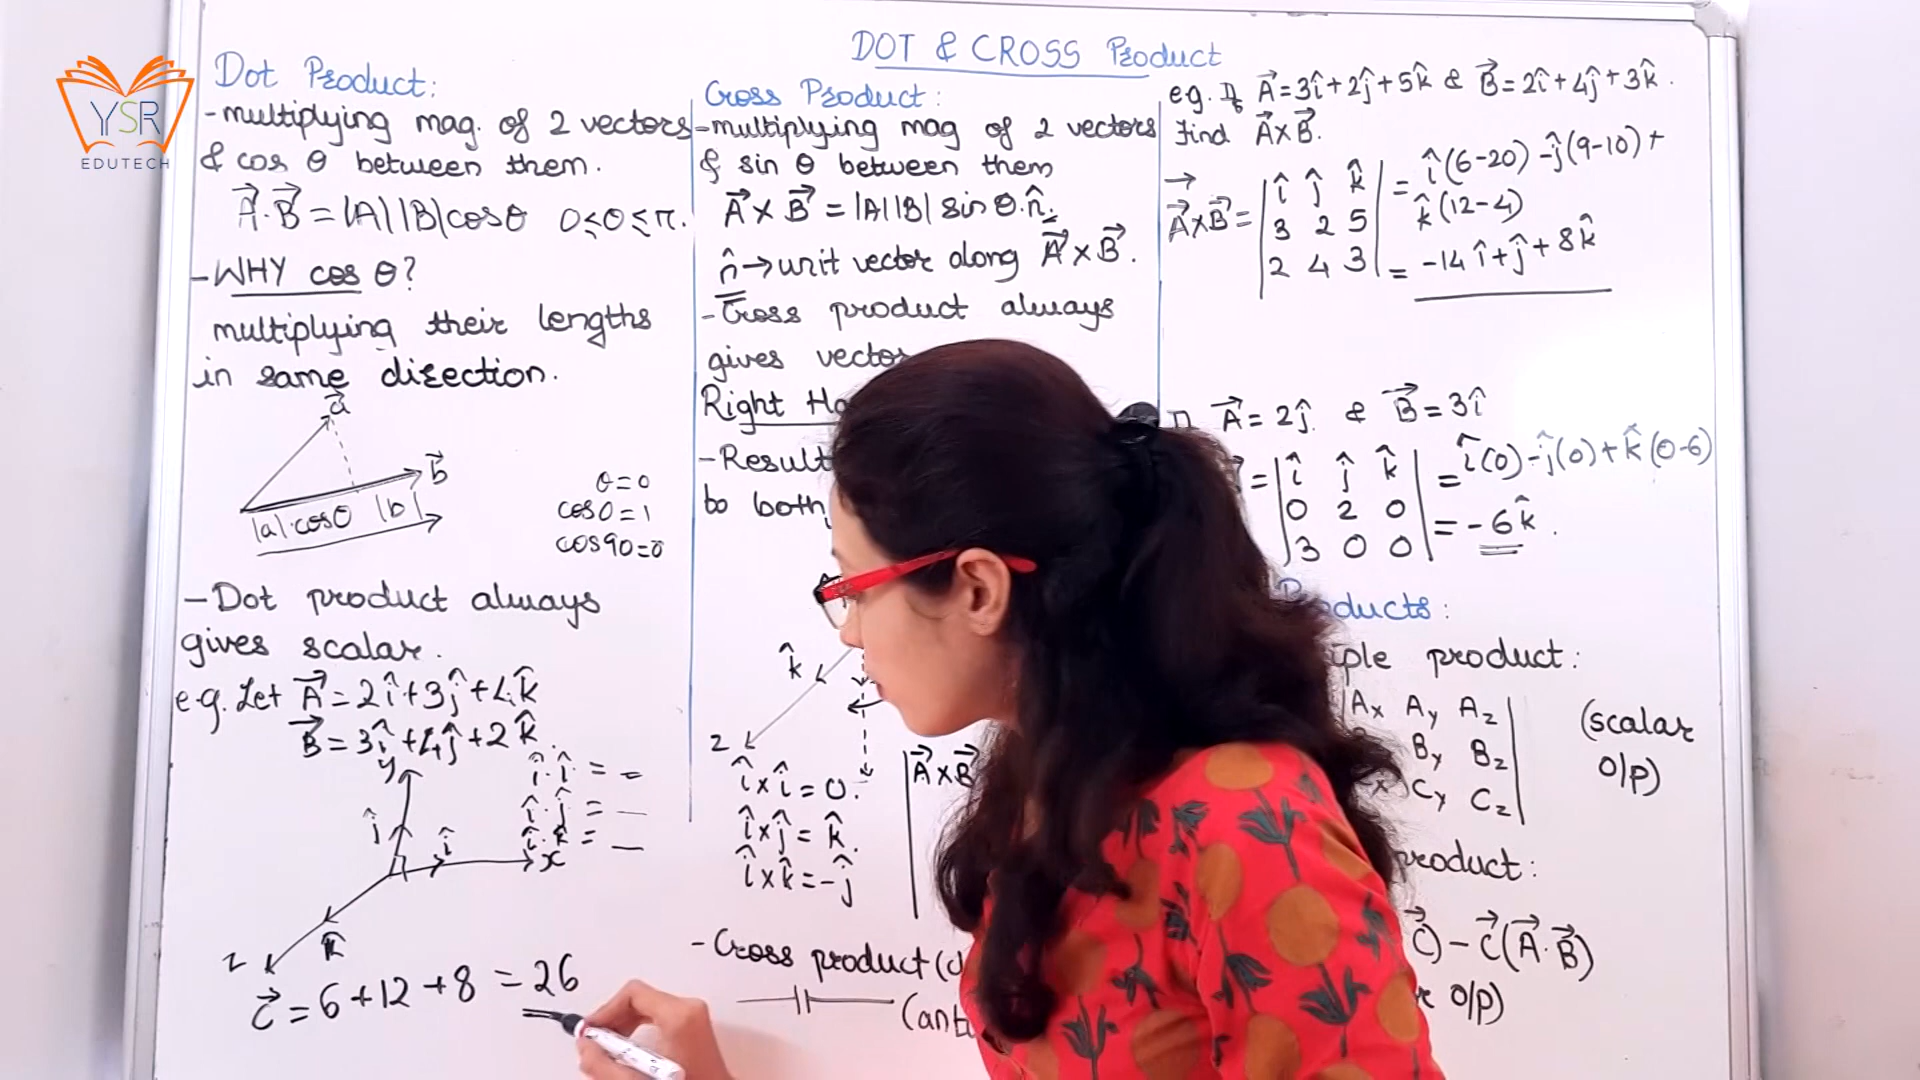 YSR
EDUTECH
DOT & CROSS Product
Dot Product:
-multiplying mag. of 2 vectors
& cos θ between them.
A⃗.B⃗ = |A||B|cosθ 0≤θ≤π.
-WHY cos θ?
multiplying their lengths
in same direction.
a⃗
b⃗
|a|·cosθ |b|
θ=0
cos0=1
cos90=0
-Dot product always
gives scalar.
e.g. Let A⃗ = 2î+3ĵ+4k̂
B⃗ = 3î+4ĵ+2k̂.
y
ĵ
î
x
k̂
z
î.î = _
î.ĵ = _
î.k̂ = _
C⃗ = 6+12+8 = 26
Cross Product:
-multiplying mag of 2 vectors
& sin θ between them
A⃗×B⃗ = |A||B| sin θ.n̂.
n̂→unit vector along A⃗×B⃗.
-Cross product always
gives
Right
to both
k̂
z
î×î = 0.
î×ĵ = k̂.
î×k̂ = -ĵ
A⃗×B⃗
-Cross product
eg. If A⃗=3î+2ĵ+5k̂ & B⃗=2î+4ĵ+3k̂.
Find A⃗×B⃗.
A⃗×B⃗ = | î ĵ k̂ | = î(6-20)-ĵ(9-10)+
| 3 2 5 | k̂(12-4)
| 2 4 3 | = -14î+ĵ+8k̂
A⃗=2ĵ. & B⃗=3î
= | î ĵ k̂ | = î(0)-ĵ(0)+k̂(0-6)
| 0 2 0 | = -6k̂.
| 3 0 0 |
product:
Ax Ay Az |
By Bz | (scalar
Cy Cz | O/p)
product:
C⃗) - C⃗(A⃗.B⃗)
O/p)